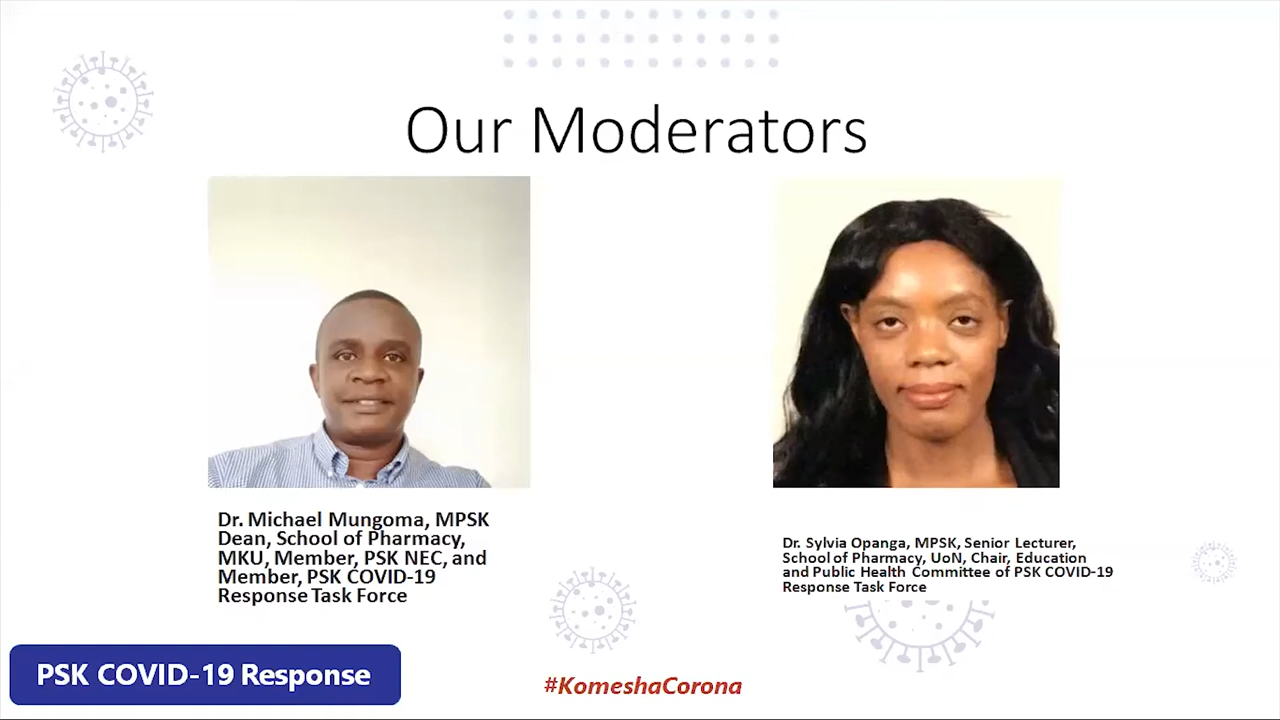 Our Moderators
Dr. Michael Mungoma, MPSK
Dean, School of Pharmacy,
MKU, Member, PSK NEC, and
Member, PSK COVID-19
Response Task Force
Dr. Sylvia Opanga, MPSK, Senior Lecturer,
School of Pharmacy, UoN, Chair, Education
and Public Health Committee of PSK COVID-19
Response Task Force
PSK COVID-19 Response
#KomeshaCorona